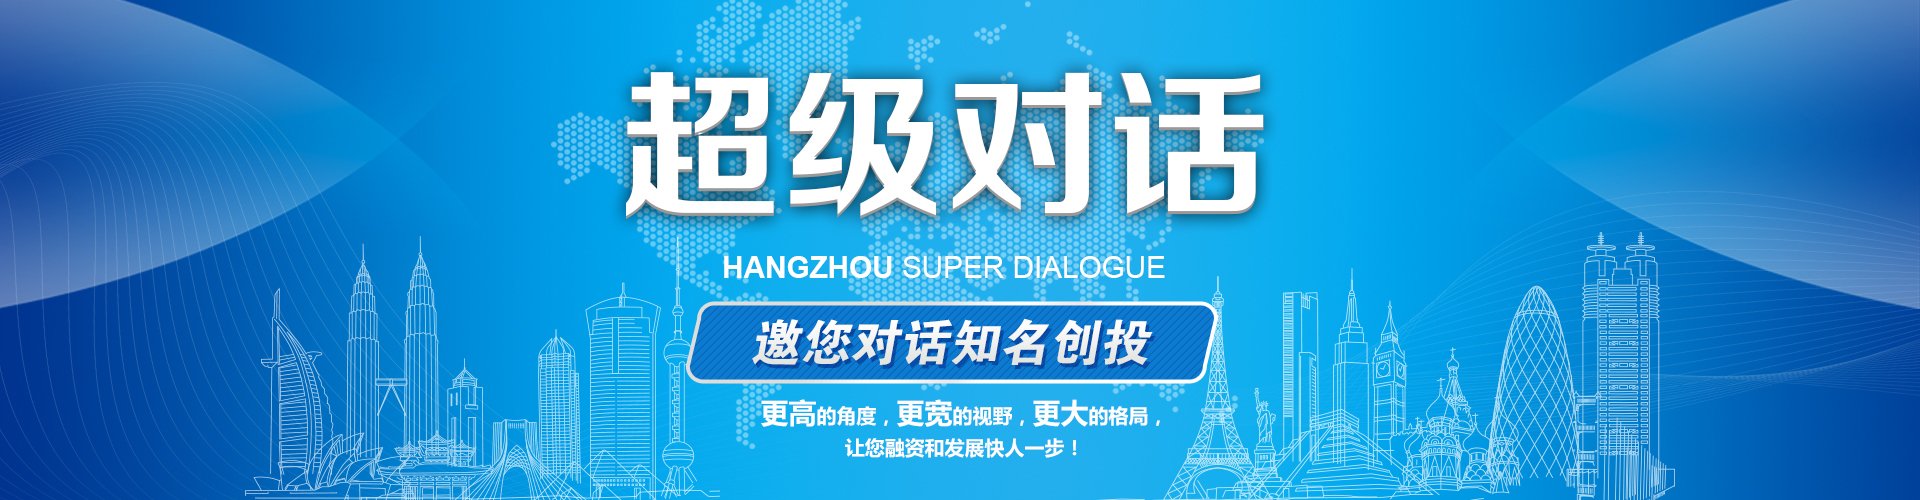 超级对话
HANGZHOU SUPER DIALOGUE
邀您对话知名创投
更高的角度，更宽的视野，更大的格局，
让您融资和发展快人一步！